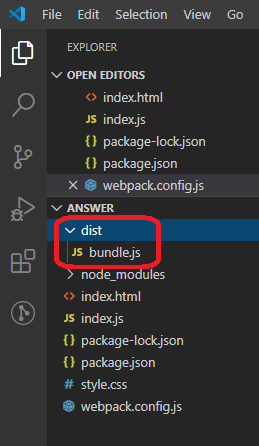 File Edit Selection View Go
EXPLORER
OPEN EDITORS
index.html
JS index.js
{} package-lock.json
{} package.json
webpack.config.js
ANSWER
dist
JS bundle.js
node_modules
index.html
JS index.js
{} package-lock.json
{} package.json
# style.css
webpack.config.js